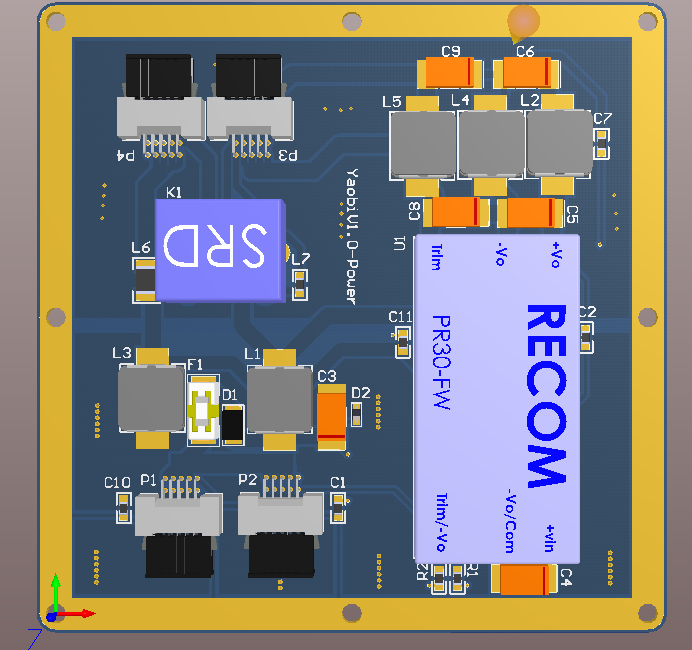 C9
C6
L5
L4
L2
C7
P4
P3
K1
SRD
YaobiV1.0-Power
C8
C5
U1
Trim
-Vo
+Vo
L6
L7
C11
C2
RECOM
PR30-FW
L3
F1
L1
C3
D1
D2
C10
P1
P2
C1
Trim/-Vo
-Vo/Com
+vin
R2
R1
C4